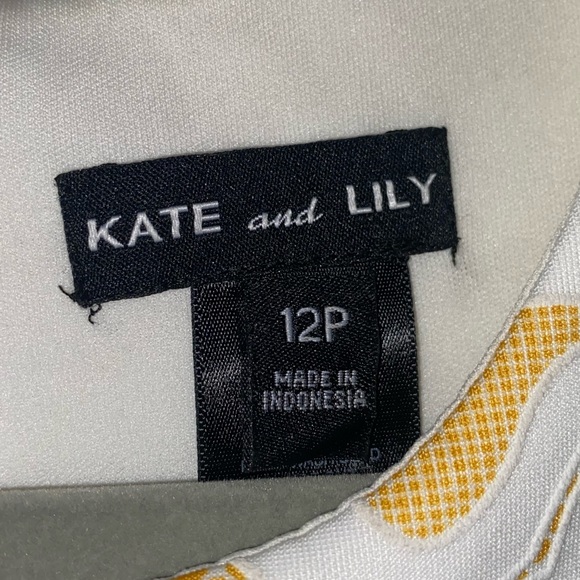 KATE and LILY
12P
MADE IN
INDONESIA